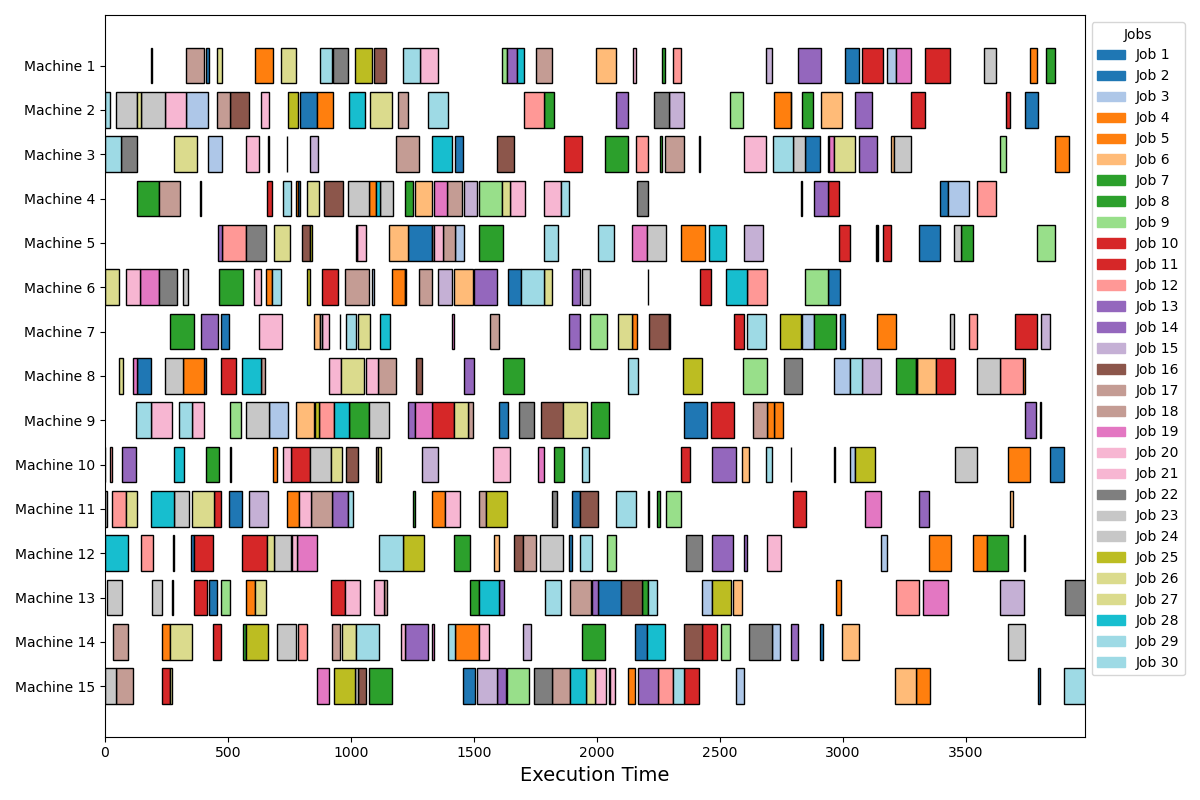 Machine 1
Machine 2
Machine 3
Machine 4
Machine 5
Machine 6
Machine 7
Machine 8
Machine 9
Machine 10
Machine 11
Machine 12
Machine 13
Machine 14
Machine 15
0 500 1000 1500 2000 2500 3000 3500
Execution Time
Jobs
Job 1
Job 2
Job 3
Job 4
Job 5
Job 6
Job 7
Job 8
Job 9
Job 10
Job 11
Job 12
Job 13
Job 14
Job 15
Job 16
Job 17
Job 18
Job 19
Job 20
Job 21
Job 22
Job 23
Job 24
Job 25
Job 26
Job 27
Job 28
Job 29
Job 30